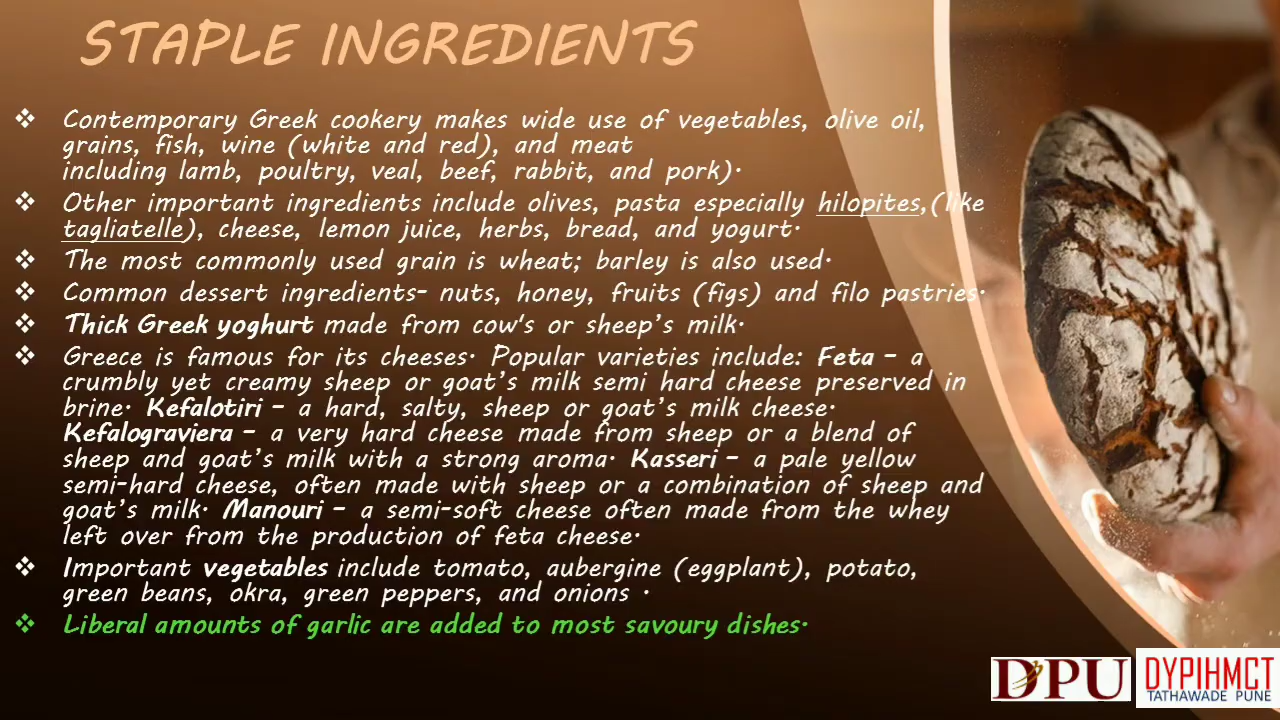 STAPLE INGREDIENTS
❖ Contemporary Greek cookery makes wide use of vegetables, olive oil,
grains, fish, wine (white and red), and meat
including lamb, poultry, veal, beef, rabbit, and pork).
❖ Other important ingredients include olives, pasta especially hilopites,(like
tagliatelle), cheese, lemon juice, herbs, bread, and yogurt.
❖ The most commonly used grain is wheat; barley is also used.
❖ Common dessert ingredients- nuts, honey, fruits (figs) and filo pastries.
❖ Thick Greek yoghurt made from cow's or sheep's milk.
❖ Greece is famous for its cheeses. Popular varieties include: Feta – a
crumbly yet creamy sheep or goat's milk semi hard cheese preserved in
brine. Kefalotiri – a hard, salty, sheep or goat's milk cheese.
Kefalograviera – a very hard cheese made from sheep or a blend of
sheep and goat's milk with a strong aroma. Kasseri – a pale yellow
semi-hard cheese, often made with sheep or a combination of sheep and
goat's milk. Manouri – a semi-soft cheese often made from the whey
left over from the production of feta cheese.
❖ Important vegetables include tomato, aubergine (eggplant), potato,
green beans, okra, green peppers, and onions .
❖ Liberal amounts of garlic are added to most savoury dishes.
DPU
DYPIHMCT
TATHAWADE PUNE